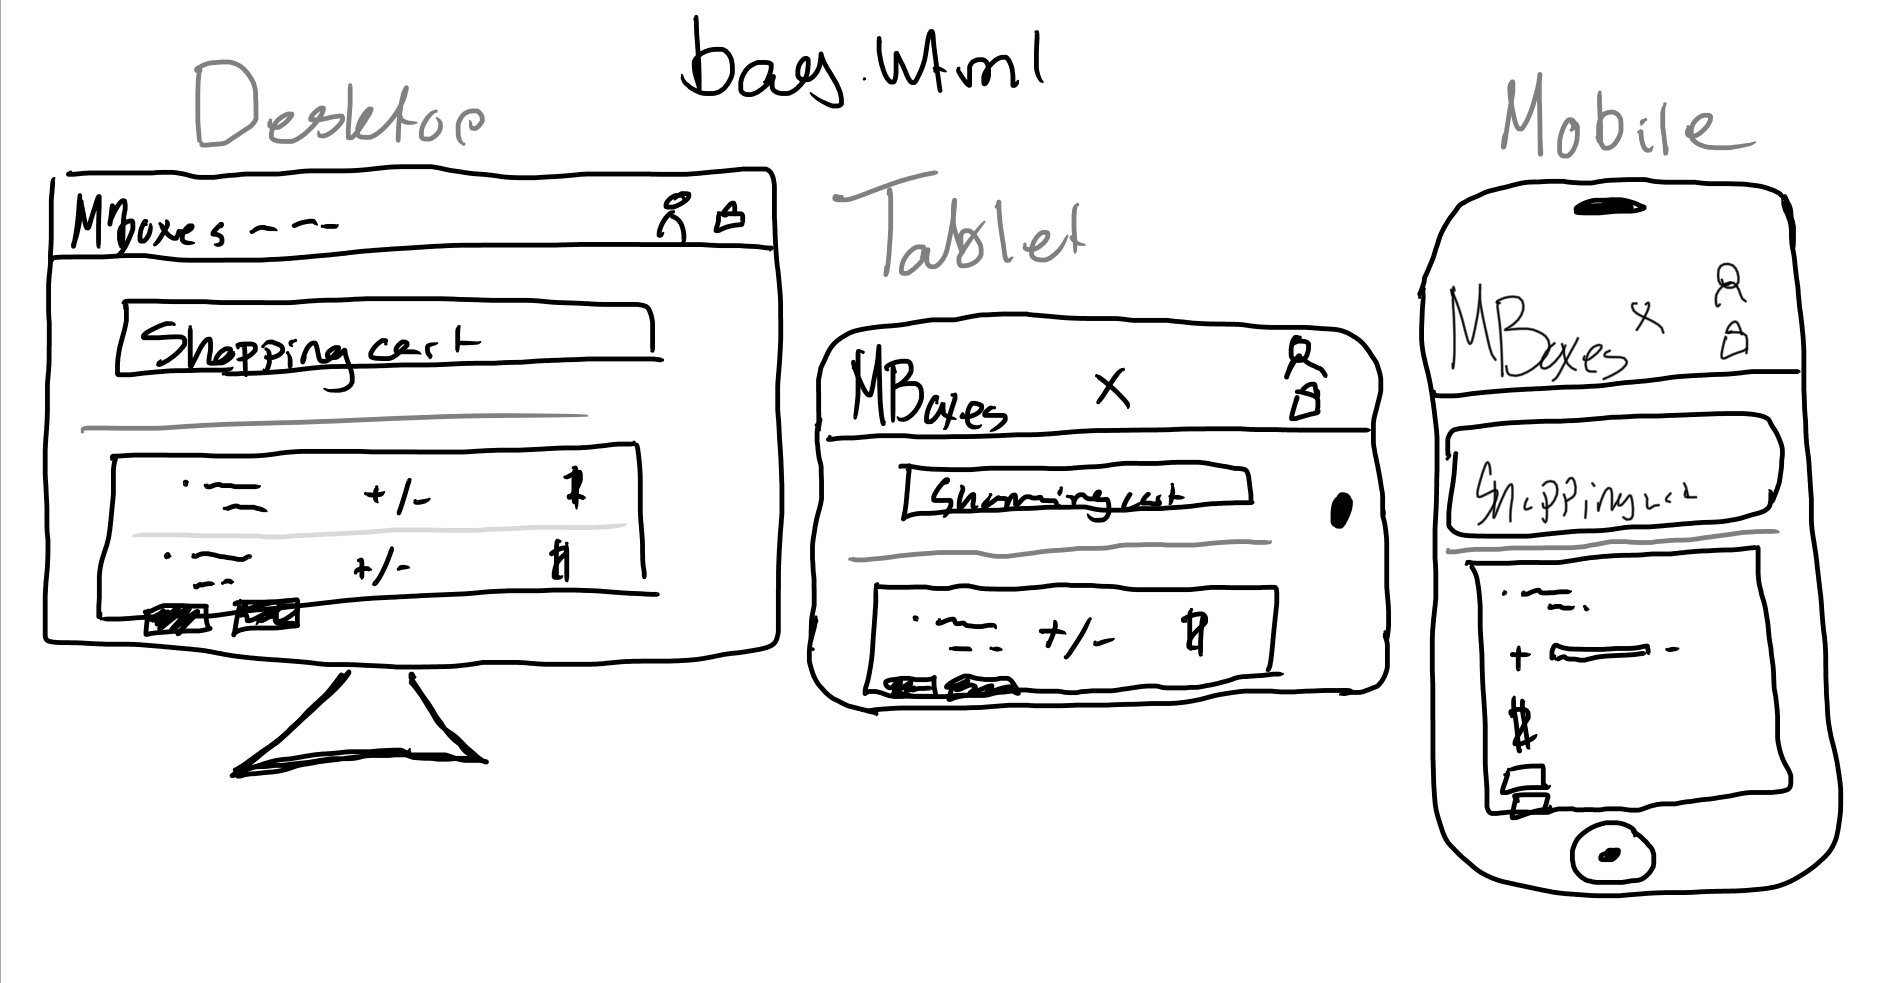 bag.html
Desktop
Mobile
Tablet
MBoxes - - -
Shopping cart
+/- $
+/- $
MBoxes X
Shopping cart
+/- $
MBoxes x
Shopping cart
+ -
$